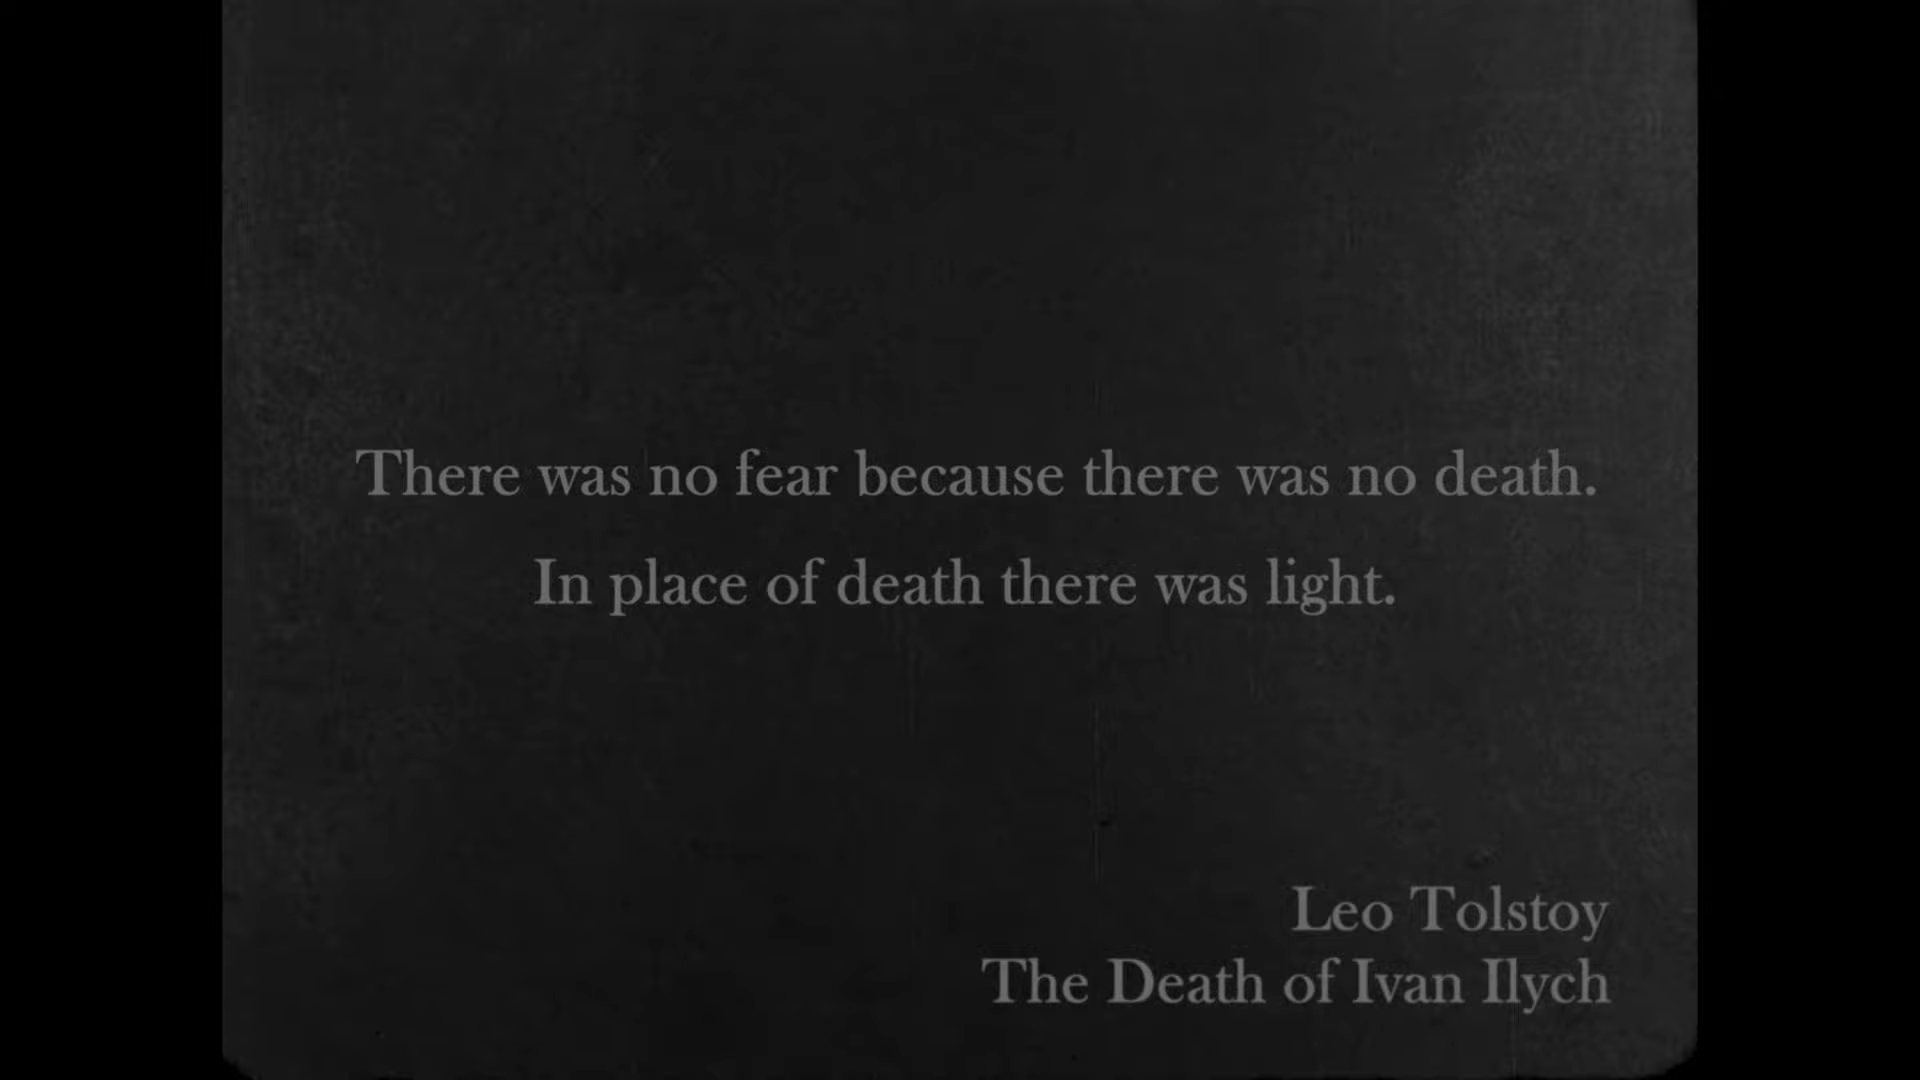 There was no fear because there was no death.
In place of death there was light.
Leo Tolstoy
The Death of Ivan Ilych